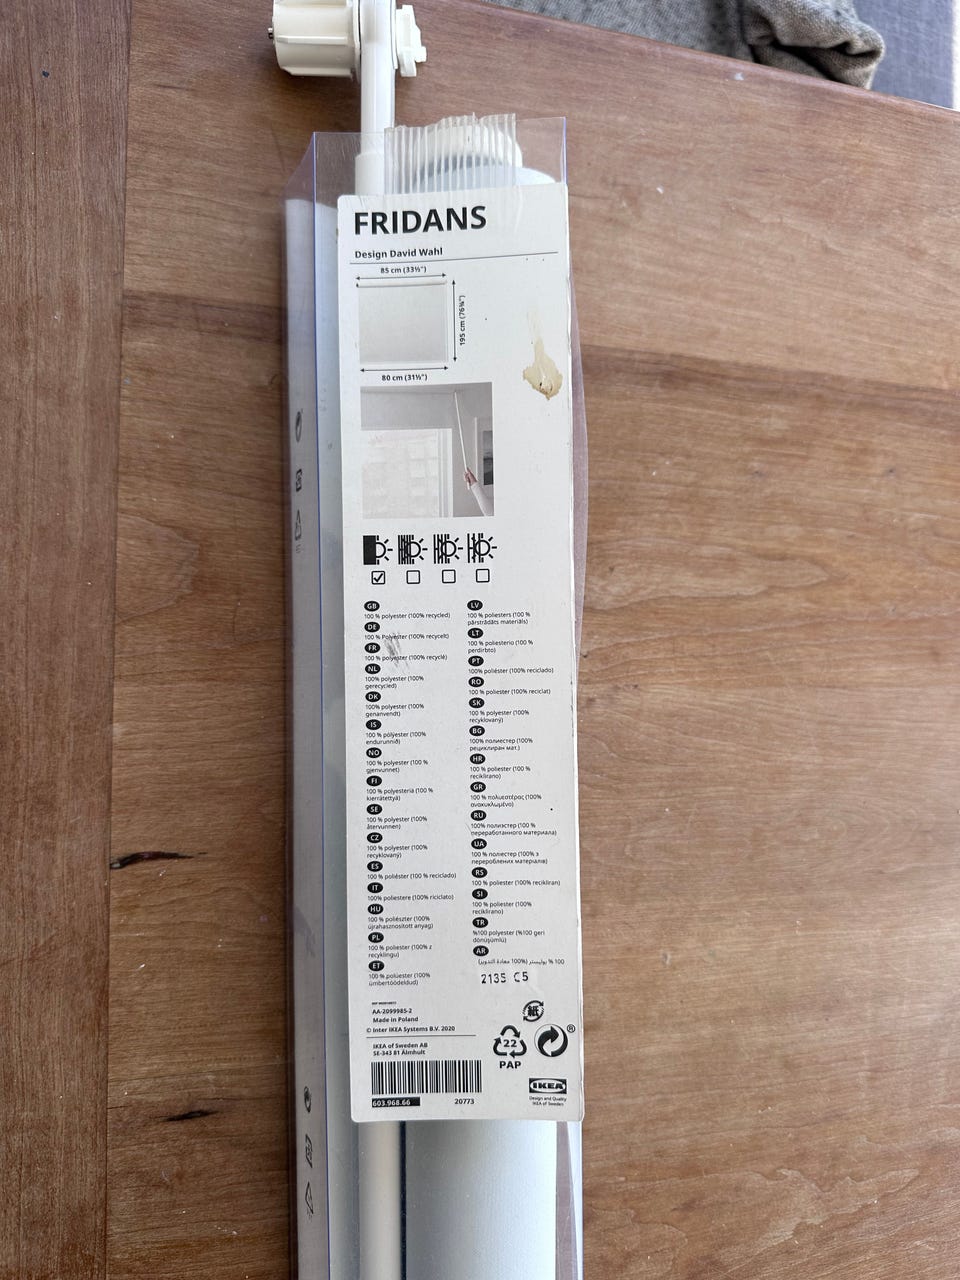 FRIDANS
Design David Wahl
85 cm (33½")
195 cm (76¾")
80 cm (31½")
GB
100 % polyester (100% recycled)
DE
100 % Polyester (100% recycelt)
FR
100 % polyester (100% recyclé)
NL
100% polyester (100%
gerecycled)
DK
100% polyester (100%
genanvendt)
IS
100 % pólýester (100%
endurunnið)
NO
100 % polyester (100 %
gjenvunnet)
FI
100 % polyesteria (100 %
kierrätettyä)
SE
100 % polyester (100%
återvunnen)
CZ
100 % polyester (100%
recyklovaný)
ES
100 % poliéster (100 % reciclado)
IT
100% poliestere (100% riciclato)
HU
100 % poliészter (100%
újrahasznosított anyag)
PL
100 % poliester (100% z
recyklingu)
ET
100 % polüester (100%
ümbertöödeldud)
LV
100 % poliesters (100 %
pārstrādāts materiāls)
LT
100 % poliesterio (100 %
perdirbto)
PT
100% poliéster (100% reciclado)
RO
100 % poliester (100% reciclat)
SK
100 % polyester (100%
recyklovaný)
BG
100% полиестер (100%
рециклиран мат.)
HR
100 % poliester (100 %
reciklirano)
GR
100 % πολυεστέρας (100%
ανακυκλωμένο)
RU
100 % полиэстер (100 %
переработанного материала)
UA
100 % поліестер (100% з
перероблених матеріалів)
RS
100 % poliester (100% recikliran)
SI
100 % poliester (100%
reciklirano)
TR
%100 polyester (%100 geri
dönüşümlü)
AR
100 % بوليستر (100% معادة التدوير)
2135 C5
AA-2099985-2
Made in Poland
© Inter IKEA Systems B.V. 2020
IKEA of Sweden AB
SE-343 81 Älmhult
603.968.66 20773
紙
22
PAP
®
IKEA
Design and Quality
IKEA of Sweden